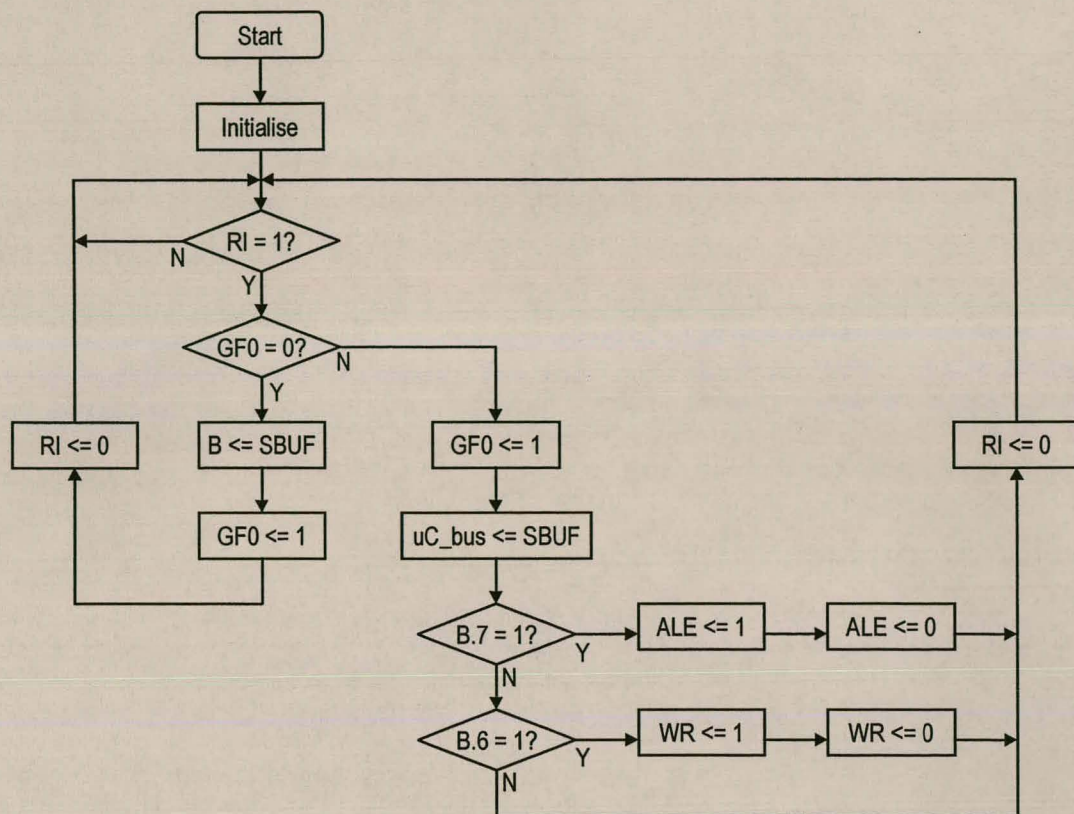 Start
Initialise
RI = 1?
N
Y
GF0 = 0?
N
Y
RI <= 0
B <= SBUF
GF0 <= 1
RI <= 0
GF0 <= 1
uC_bus <= SBUF
B.7 = 1?
Y
ALE <= 1
ALE <= 0
N
B.6 = 1?
Y
WR <= 1
WR <= 0
N